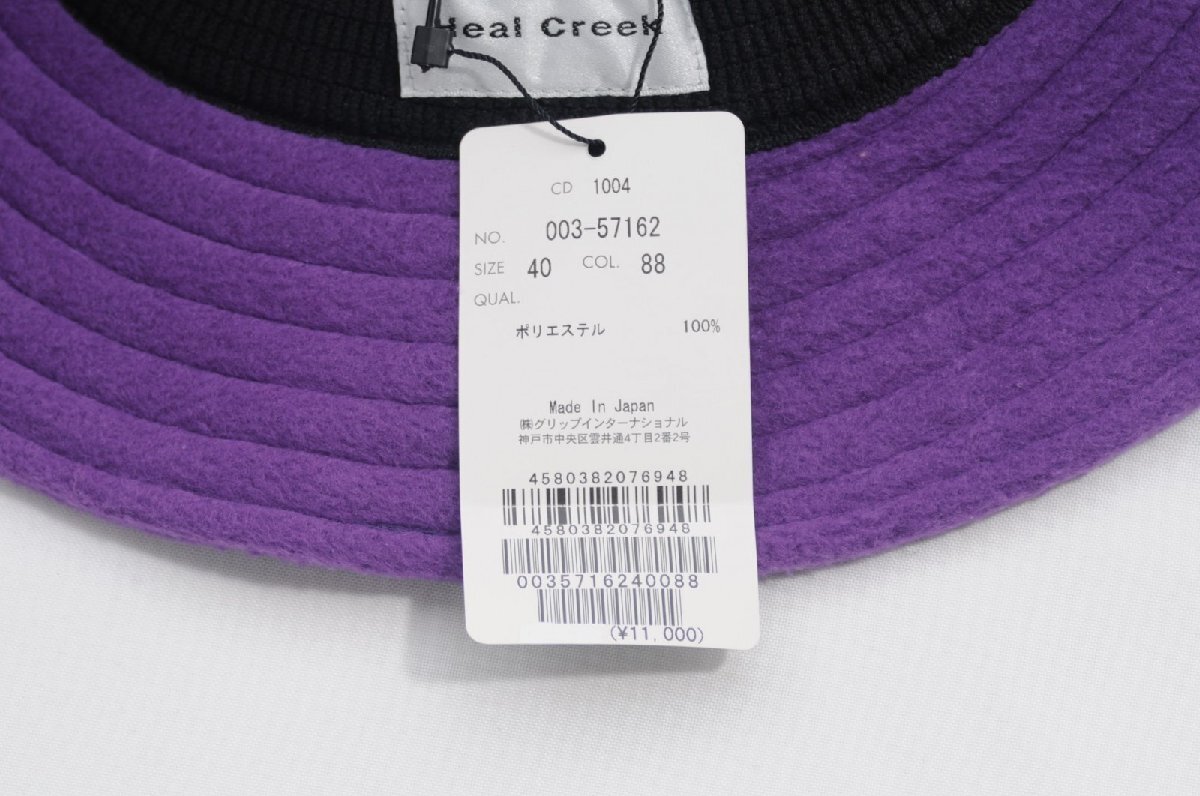 Heal Creek
CD 1004
NO. 003-57162
SIZE 40 COL. 88
QUAL.
ポリエステル 100%
Made In Japan
㈱グリップインターナショナル
神戸市中央区雲井通4丁目2番2号
4580382076948
4580382076948
0035716240088
(¥11,000)